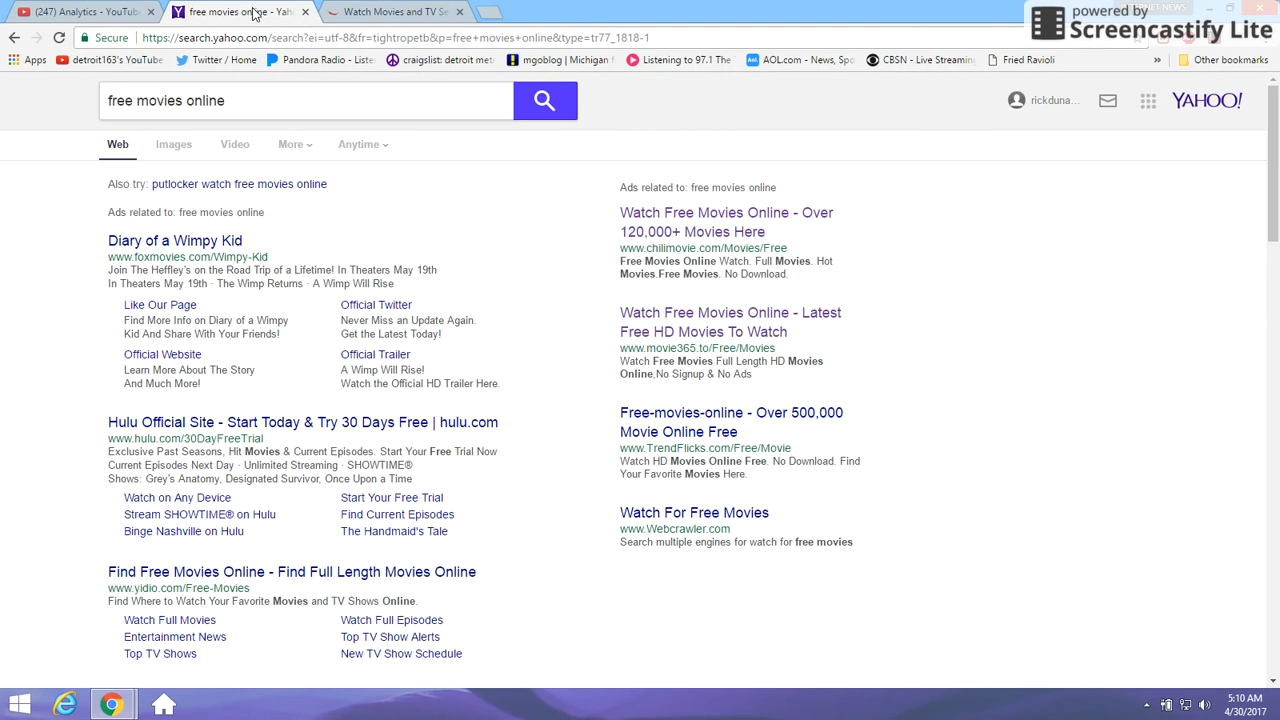 (247) Analytics - YouTub
free movies online - Yah
Watch Movies and TV Se
powered by
Screencastify Lite
Secure
https://search.yahoo.com/search?ei=utf-8&fr=tightropetb&p=free+movies+online&type=tr77_1818-1
Apps
detroit163's YouTube
Twitter / Home
Pandora Radio - Liste
craigslist: detroit metr
mgoblog | Michigan f
Listening to 97.1 The
AOL.com - News, Spo
CBSN - Live Streamin
Fried Ravioli
»
Other bookmarks
free movies online
rickduna...
YAHOO!
Web
Images
Video
More
Anytime
Also try: putlocker watch free movies online
Ads related to: free movies online
Diary of a Wimpy Kid
www.foxmovies.com/Wimpy-Kid
Join The Heffley's on the Road Trip of a Lifetime! In Theaters May 19th
In Theaters May 19th · The Wimp Returns · A Wimp Will Rise
Like Our Page
Find More Info on Diary of a Wimpy
Kid And Share With Your Friends!
Official Twitter
Never Miss an Update Again.
Get the Latest Today!
Official Website
Learn More About The Story
And Much More!
Official Trailer
A Wimp Will Rise!
Watch the Official HD Trailer Here.
Hulu Official Site - Start Today & Try 30 Days Free | hulu.com
www.hulu.com/30DayFreeTrial
Exclusive Past Seasons, Hit Movies & Current Episodes. Start Your Free Trial Now
Current Episodes Next Day · Unlimited Streaming · SHOWTIME®
Shows: Grey's Anatomy, Designated Survivor, Once Upon a Time
Watch on Any Device
Start Your Free Trial
Stream SHOWTIME® on Hulu
Find Current Episodes
Binge Nashville on Hulu
The Handmaid's Tale
Find Free Movies Online - Find Full Length Movies Online
www.yidio.com/Free-Movies
Find Where to Watch Your Favorite Movies and TV Shows Online.
Watch Full Movies
Watch Full Episodes
Entertainment News
Top TV Show Alerts
Top TV Shows
New TV Show Schedule
Ads related to: free movies online
Watch Free Movies Online - Over
120,000+ Movies Here
www.chilimovie.com/Movies/Free
Free Movies Online Watch. Full Movies. Hot
Movies.Free Movies. No Download.
Watch Free Movies Online - Latest
Free HD Movies To Watch
www.movie365.to/Free/Movies
Watch Free Movies Full Length HD Movies
Online,No Signup & No Ads
Free-movies-online - Over 500,000
Movie Online Free
www.TrendFlicks.com/Free/Movie
Watch HD Movies Online Free. No Download. Find
Your Favorite Movies Here.
Watch For Free Movies
www.Webcrawler.com
Search multiple engines for watch for free movies
5:10 AM
4/30/2017